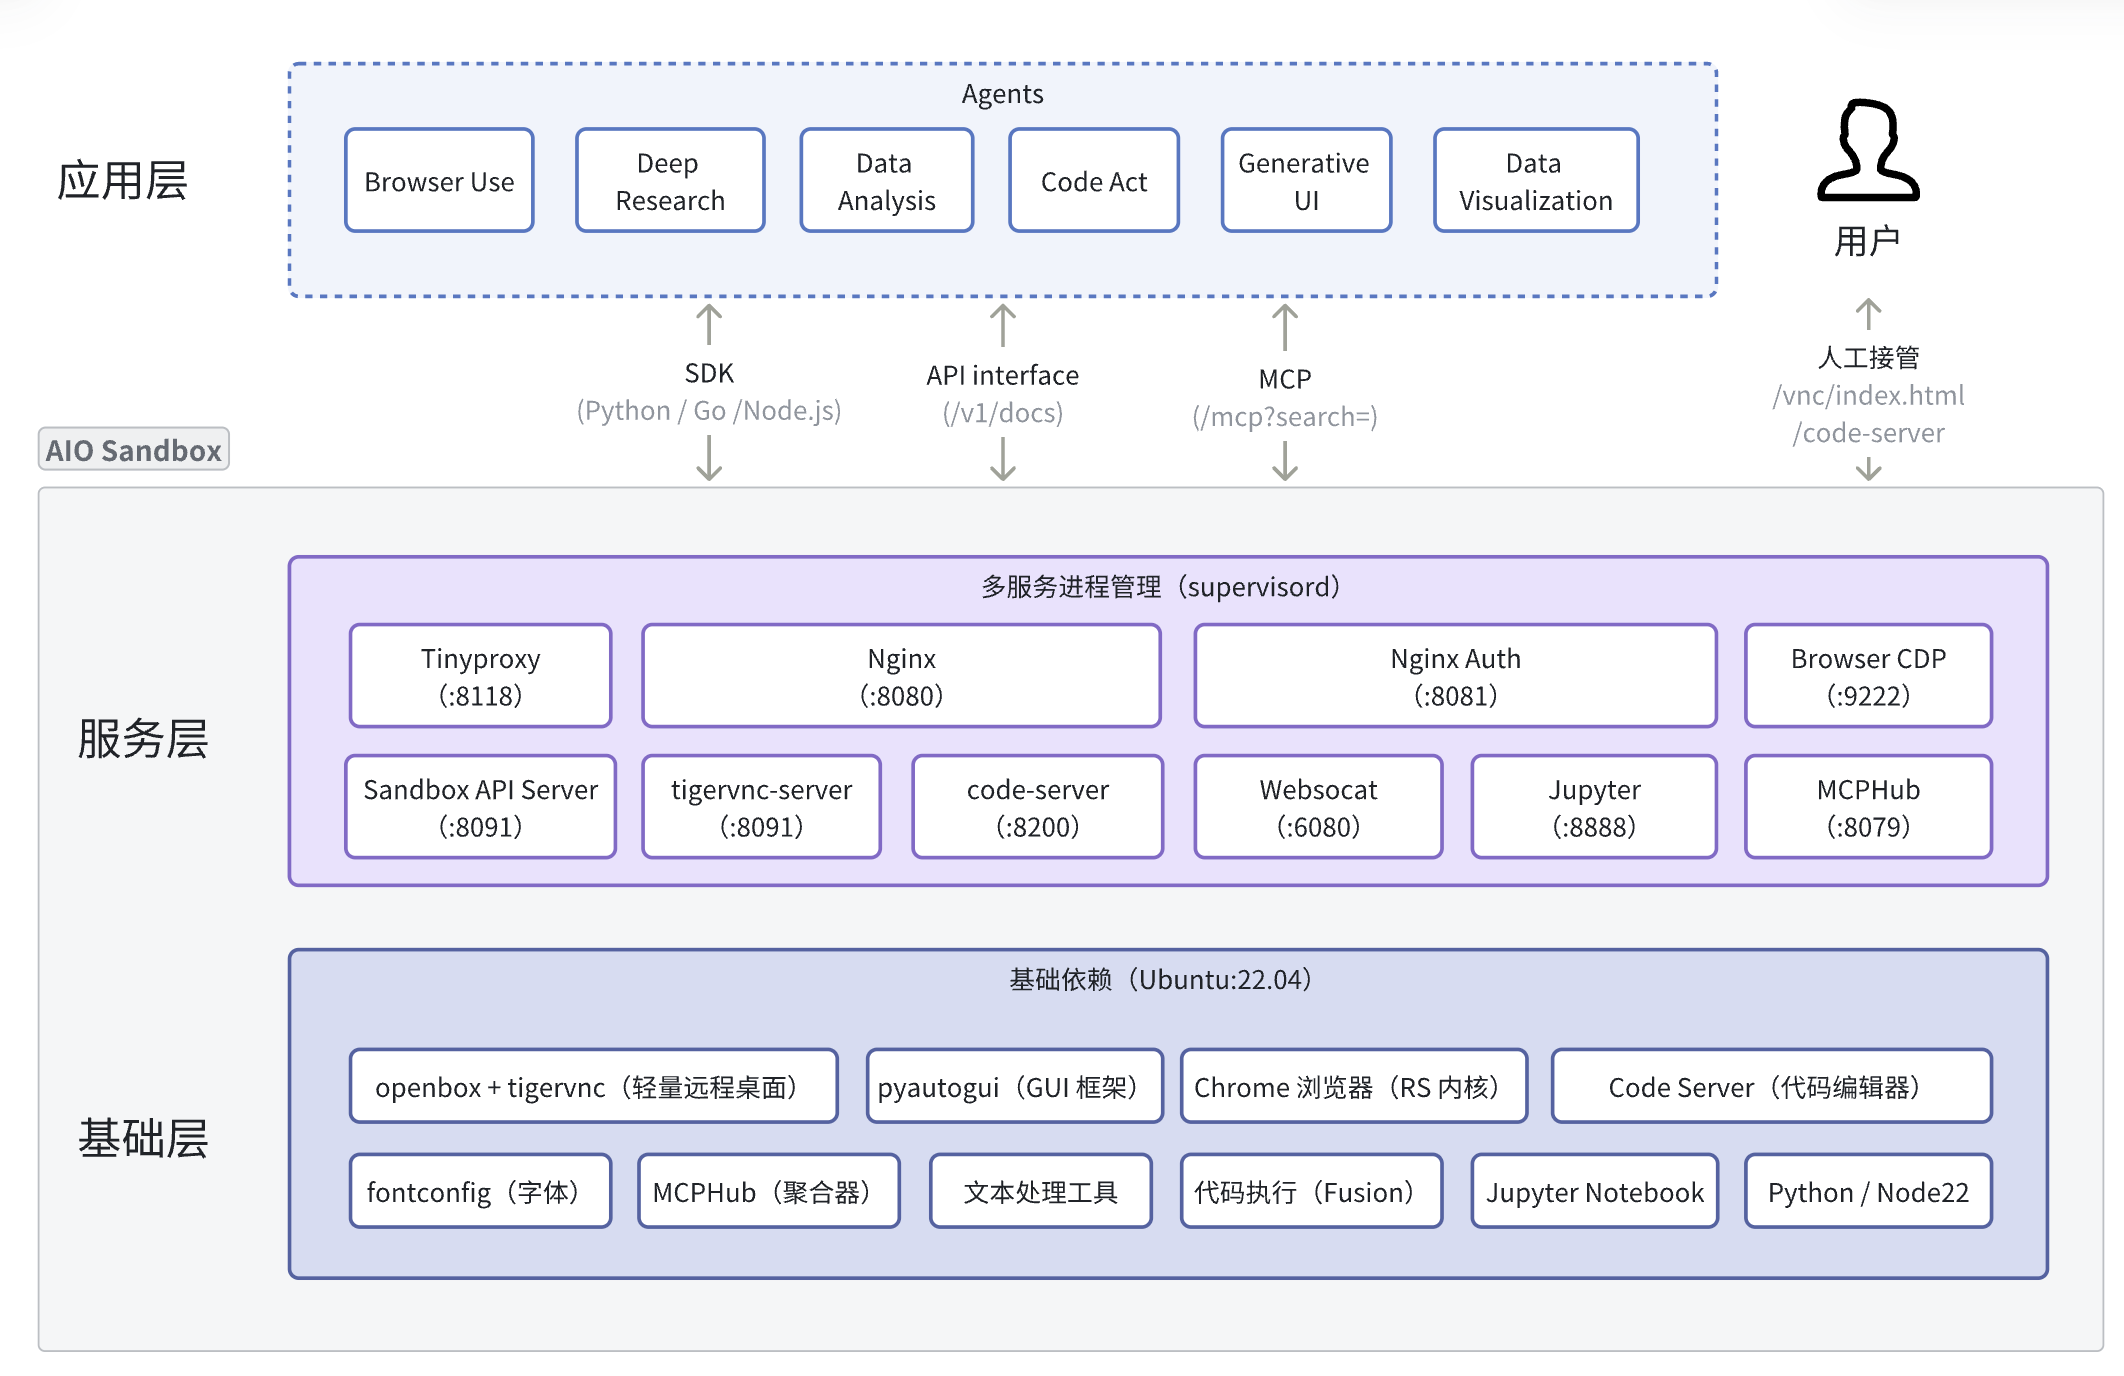 应用层
Agents
Browser Use
Deep
Research
Data
Analysis
Code Act
Generative
UI
Data
Visualization
用户
SDK
(Python / Go /Node.js)
API interface
(/v1/docs)
MCP
(/mcp?search=)
人工接管
/vnc/index.html
/code-server
AIO Sandbox
服务层
多服务进程管理（supervisord）
Tinyproxy
（:8118）
Nginx
（:8080）
Nginx Auth
（:8081）
Browser CDP
（:9222）
Sandbox API Server
（:8091）
tigervnc-server
（:8091）
code-server
（:8200）
Websocat
（:6080）
Jupyter
（:8888）
MCPHub
（:8079）
基础层
基础依赖（Ubuntu:22.04）
openbox + tigervnc（轻量远程桌面）
pyautogui（GUI 框架）
Chrome 浏览器（RS 内核）
Code Server（代码编辑器）
fontconfig（字体）
MCPHub（聚合器）
文本处理工具
代码执行（Fusion）
Jupyter Notebook
Python / Node22